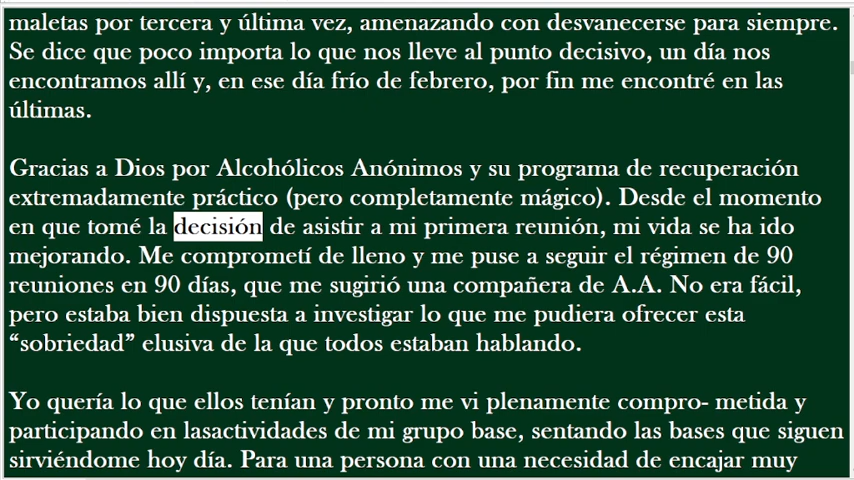 maletas por tercera y última vez, amenazando con desvanecerse para siempre.
Se dice que poco importa lo que nos lleve al punto decisivo, un día nos
encontramos allí y, en ese día frío de febrero, por fin me encontré en las
últimas.
Gracias a Dios por Alcohólicos Anónimos y su programa de recuperación
extremadamente práctico (pero completamente mágico). Desde el momento
en que tomé la decisión de asistir a mi primera reunión, mi vida se ha ido
mejorando. Me comprometí de lleno y me puse a seguir el régimen de 90
reuniones en 90 días, que me sugirió una compañera de A.A. No era fácil,
pero estaba bien dispuesta a investigar lo que me pudiera ofrecer esta
“sobriedad” elusiva de la que todos estaban hablando.
Yo quería lo que ellos tenían y pronto me vi plenamente compro- metida y
participando en lasactividades de mi grupo base, sentando las bases que siguen
sirviéndome hoy día. Para una persona con una necesidad de encajar muy